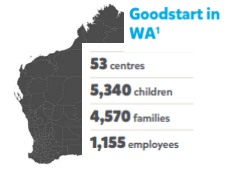 Goodstart in
WA¹
53 centres
5,340 children
4,570 families
1,155 employees